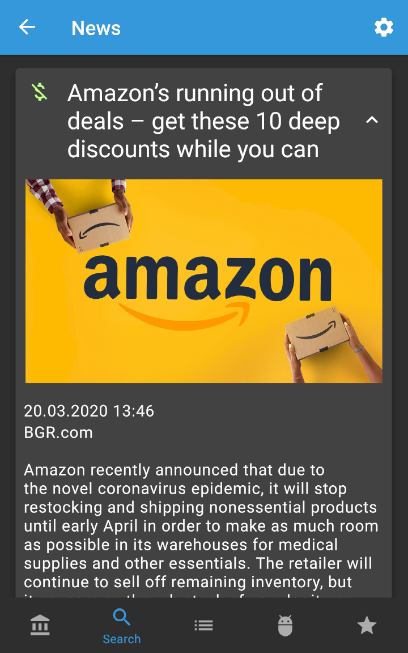 News
Amazon's running out of
deals – get these 10 deep
discounts while you can
amazon
20.03.2020 13:46
BGR.com
Amazon recently announced that due to
the novel coronavirus epidemic, it will stop
restocking and shipping nonessential products
until early April in order to make as much room
as possible in its warehouses for medical
supplies and other essentials. The retailer will
continue to sell off remaining inventory, but
Search